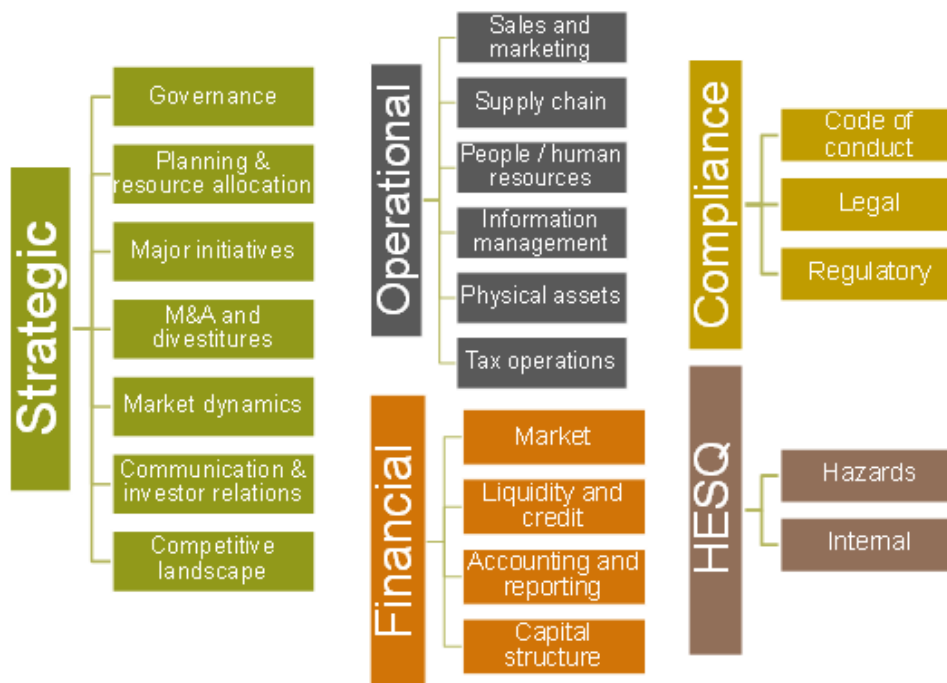 Strategic
Governance
Planning &
resource allocation
Major initiatives
M&A and
divestitures
Market dynamics
Communication &
investor relations
Competitive
landscape
Operational
Sales and
marketing
Supply chain
People / human
resources
Information
management
Physical assets
Tax operations
Financial
Market
Liquidity and
credit
Accounting and
reporting
Capital
structure
Compliance
Code of
conduct
Legal
Regulatory
HESQ
Hazards
Internal